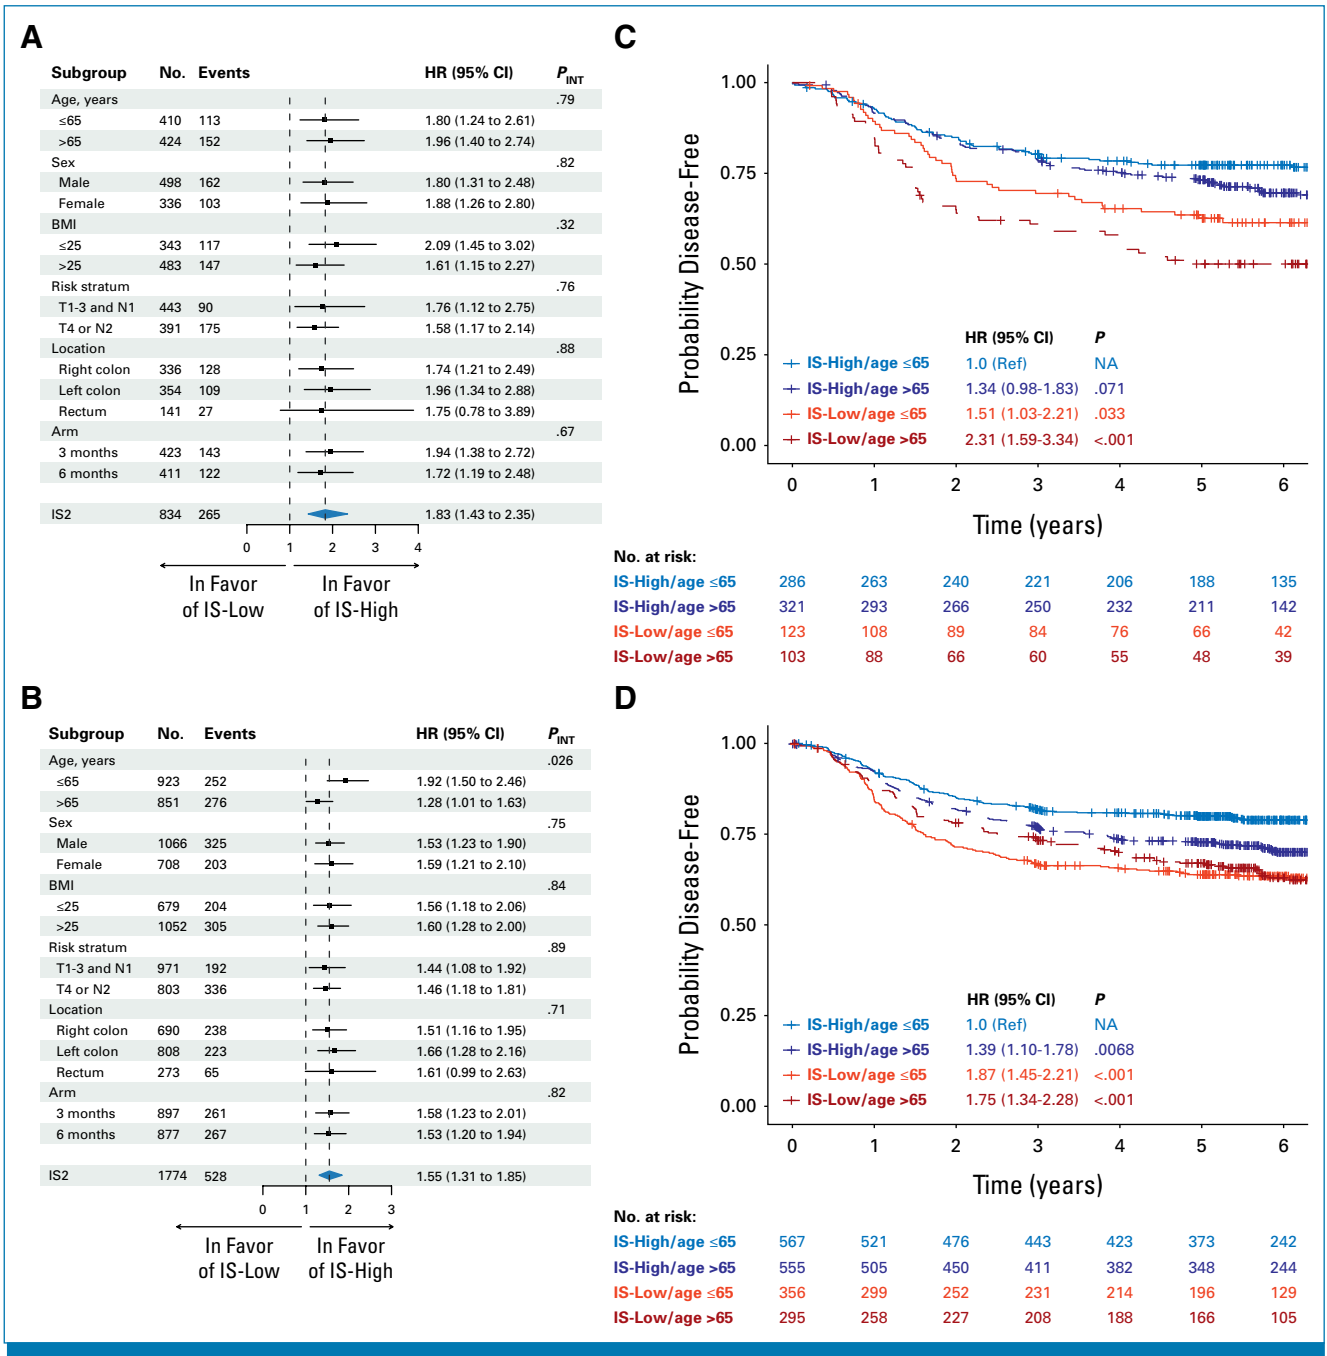 A
Subgroup No. Events HR (95% CI) PINT
Age, years .79
≤65 410 113 1.80 (1.24 to 2.61)
>65 424 152 1.96 (1.40 to 2.74)
Sex .82
Male 498 162 1.80 (1.31 to 2.48)
Female 336 103 1.88 (1.26 to 2.80)
BMI .32
≤25 343 117 2.09 (1.45 to 3.02)
>25 483 147 1.61 (1.15 to 2.27)
Risk stratum .76
T1-3 and N1 443 90 1.76 (1.12 to 2.75)
T4 or N2 391 175 1.58 (1.17 to 2.14)
Location .88
Right colon 336 128 1.74 (1.21 to 2.49)
Left colon 354 109 1.96 (1.34 to 2.88)
Rectum 141 27 1.75 (0.78 to 3.89)
Arm .67
3 months 423 143 1.94 (1.38 to 2.72)
6 months 411 122 1.72 (1.19 to 2.48)
IS2 834 265 1.83 (1.43 to 2.35)
0 1 2 3 4
In Favor of IS-Low
In Favor of IS-High
C
Probability Disease-Free
1.00
0.75
0.50
0.25
0.00
HR (95% CI) P
IS-High/age ≤65 1.0 (Ref) NA
IS-High/age >65 1.34 (0.98-1.83) .071
IS-Low/age ≤65 1.51 (1.03-2.21) .033
IS-Low/age >65 2.31 (1.59-3.34) <.001
0 1 2 3 4 5 6
Time (years)
No. at risk:
IS-High/age ≤65 286 263 240 221 206 188 135
IS-High/age >65 321 293 266 250 232 211 142
IS-Low/age ≤65 123 108 89 84 76 66 42
IS-Low/age >65 103 88 66 60 55 48 39
B
Subgroup No. Events HR (95% CI) PINT
Age, years .026
≤65 923 252 1.92 (1.50 to 2.46)
>65 851 276 1.28 (1.01 to 1.63)
Sex .75
Male 1066 325 1.53 (1.23 to 1.90)
Female 708 203 1.59 (1.21 to 2.10)
BMI .84
≤25 679 204 1.56 (1.18 to 2.06)
>25 1052 305 1.60 (1.28 to 2.00)
Risk stratum .89
T1-3 and N1 971 192 1.44 (1.08 to 1.92)
T4 or N2 803 336 1.46 (1.18 to 1.81)
Location .71
Right colon 690 238 1.51 (1.16 to 1.95)
Left colon 808 223 1.66 (1.28 to 2.16)
Rectum 273 65 1.61 (0.99 to 2.63)
Arm .82
3 months 897 261 1.58 (1.23 to 2.01)
6 months 877 267 1.53 (1.20 to 1.94)
IS2 1774 528 1.55 (1.31 to 1.85)
0 1 2 3
In Favor of IS-Low
In Favor of IS-High
D
Probability Disease-Free
1.00
0.75
0.50
0.25
0.00
HR (95% CI) P
IS-High/age ≤65 1.0 (Ref) NA
IS-High/age >65 1.39 (1.10-1.78) .0068
IS-Low/age ≤65 1.87 (1.45-2.21) <.001
IS-Low/age >65 1.75 (1.34-2.28) <.001
0 1 2 3 4 5 6
Time (years)
No. at risk:
IS-High/age ≤65 567 521 476 443 423 373 242
IS-High/age >65 555 505 450 411 382 348 244
IS-Low/age ≤65 356 299 252 231 214 196 129
IS-Low/age >65 295 258 227 208 188 166 105